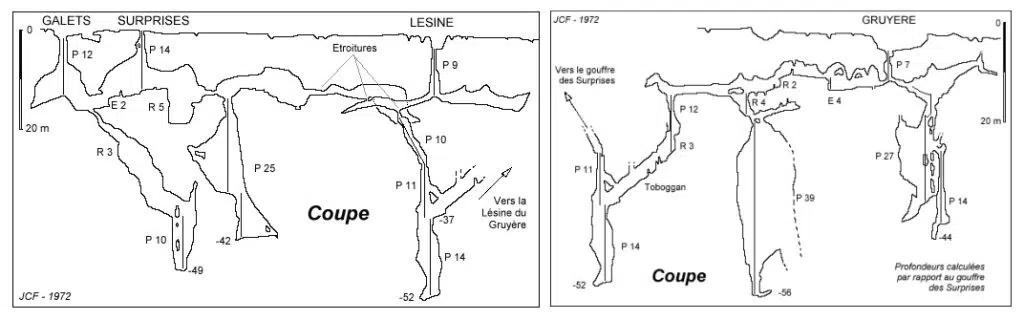 GALETS
SURPRISES
LESINE
0
P 12
P 14
Etroitures
P 9
E 2
R 5
20 m
R 3
P 10
P 25
P 11
Vers la
Lésine du
Gruyère
Coupe
-37
P 10
-42
P 14
-49
-52
JCF - 1972
JCF - 1972
GRUYERE
0
Vers le gouffre
des Surprises
P 7
R 2
R 4
E 4
P 12
20 m
R 3
P 27
P 11
Toboggan
P 39
P 14
-44
P 14
Coupe
Profondeurs calculées
par rapport au gouffre
des Surprises
-52
-56